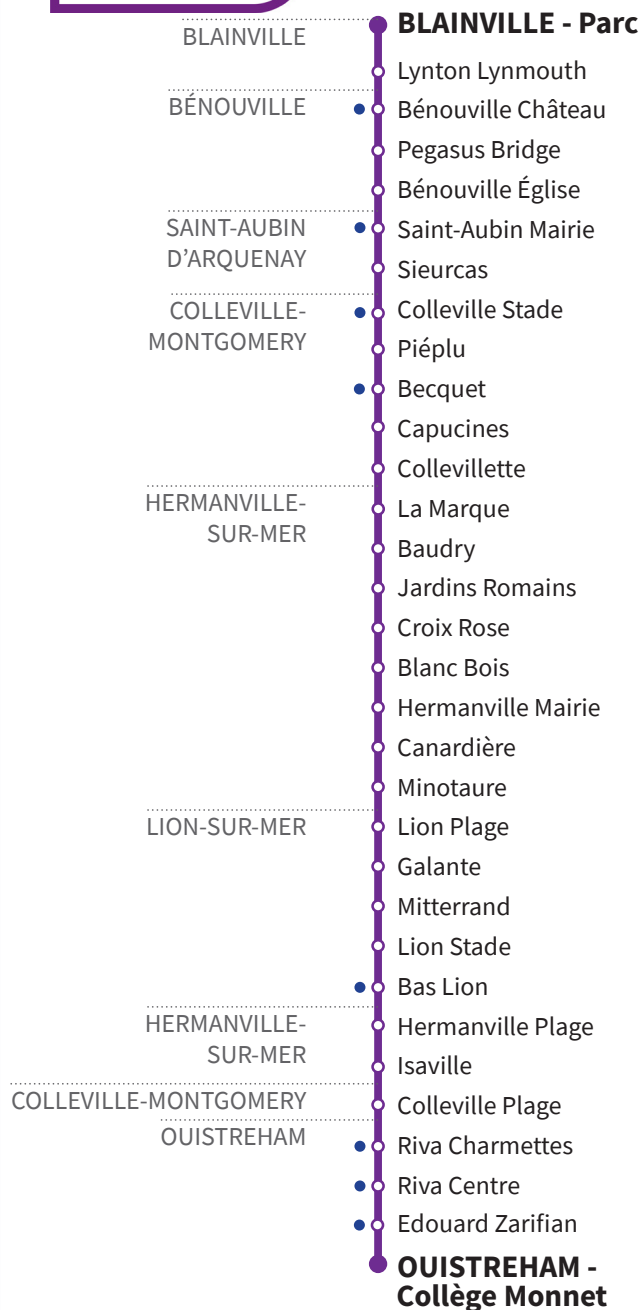 BLAINVILLE
BLAINVILLE - Parc
Lynton Lynmouth
BÉNOUVILLE
Bénouville Château
Pegasus Bridge
Bénouville Église
SAINT-AUBIN
D’ARQUENAY
Saint-Aubin Mairie
Sieurcas
COLLEVILLE-
MONTGOMERY
Colleville Stade
Piéplu
Becquet
Capucines
Collevillette
HERMANVILLE-
SUR-MER
La Marque
Baudry
Jardins Romains
Croix Rose
Blanc Bois
Hermanville Mairie
Canardière
Minotaure
LION-SUR-MER
Lion Plage
Galante
Mitterrand
Lion Stade
Bas Lion
HERMANVILLE-
SUR-MER
Hermanville Plage
Isaville
COLLEVILLE-MONTGOMERY
Colleville Plage
OUISTREHAM
Riva Charmettes
Riva Centre
Edouard Zarifian
OUISTREHAM -
Collège Monnet